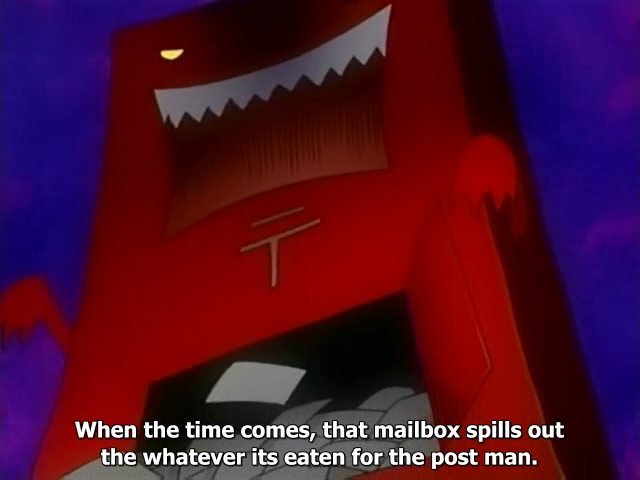 〒
When the time comes, that mailbox spills out
the whatever its eaten for the post man.